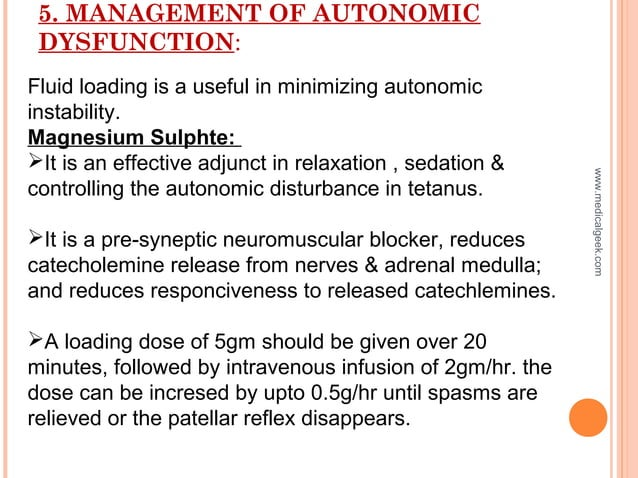 5. MANAGEMENT OF AUTONOMIC
DYSFUNCTION:
Fluid loading is a useful in minimizing autonomic
instability.
Magnesium Sulphte:
➢It is an effective adjunct in relaxation , sedation &
controlling the autonomic disturbance in tetanus.
➢It is a pre-syneptic neuromuscular blocker, reduces
catecholemine release from nerves & adrenal medulla;
and reduces responciveness to released catechlemines.
➢A loading dose of 5gm should be given over 20
minutes, followed by intravenous infusion of 2gm/hr. the
dose can be incresed by upto 0.5g/hr until spasms are
relieved or the patellar reflex disappears.
www.medicalgeek.com